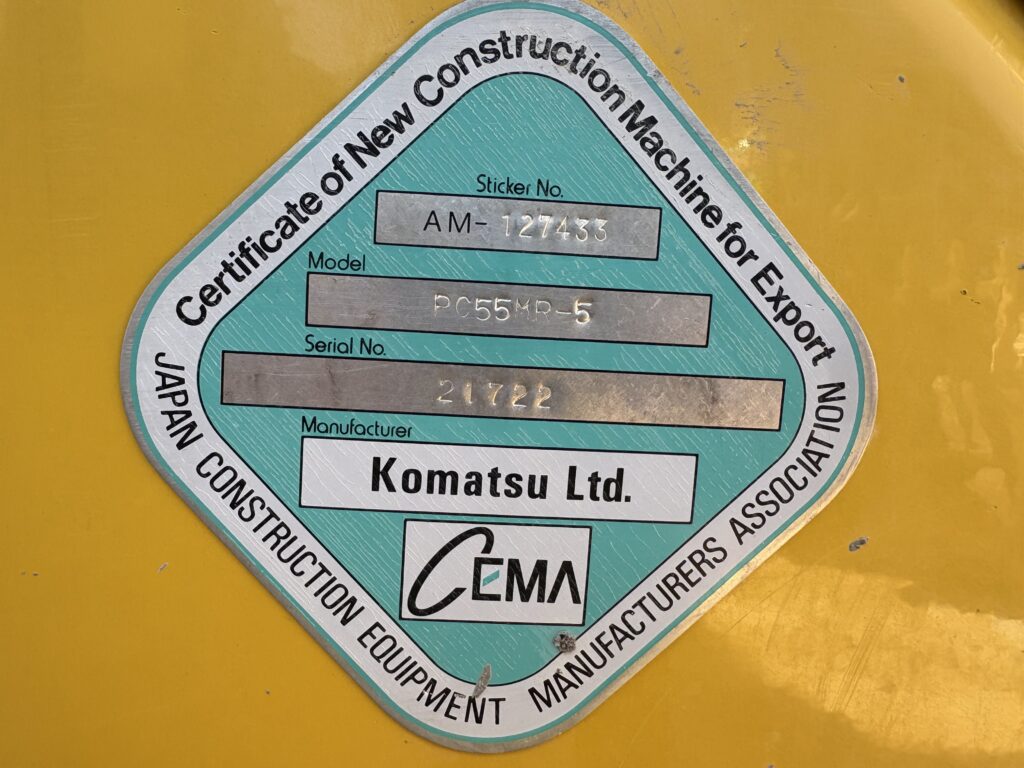 Certificate of New Construction Machine for Export
Sticker No.
AM- 127433
Model
PC55MR-5
Serial No.
21722
Manufacturer
Komatsu Ltd.
CEMA
JAPAN CONSTRUCTION EQUIPMENT MANUFACTURERS ASSOCIATION